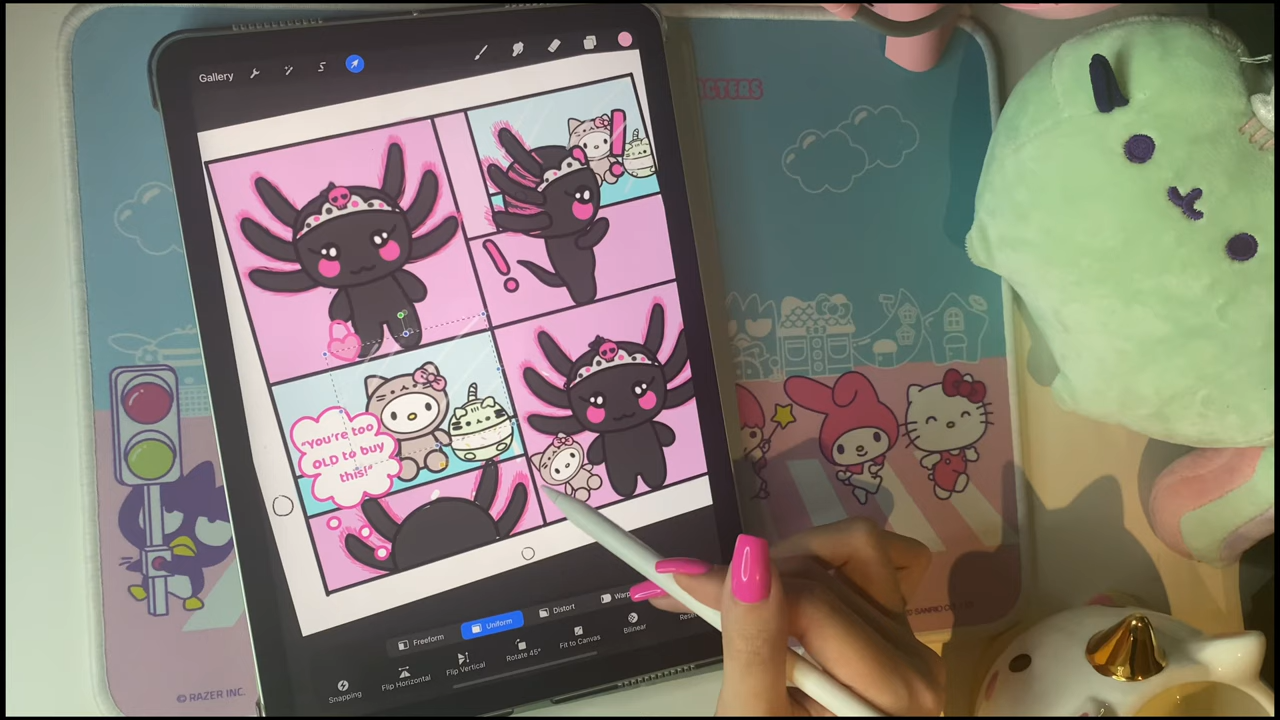 Gallery
CTERS
"you're too
OLD to buy
this!"
Freeform
Uniform
Distort
Warp
Snapping
Flip Horizontal
Flip Vertical
Rotate 45°
Fit to Canvas
Bilinear
© RAZER INC.